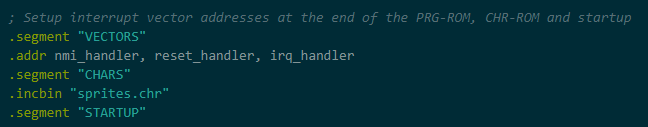 ; Setup interrupt vector addresses at the end of the PRG-ROM, CHR-ROM and startup
.segment "VECTORS"
.addr nmi_handler, reset_handler, irq_handler
.segment "CHARS"
.incbin "sprites.chr"
.segment "STARTUP"